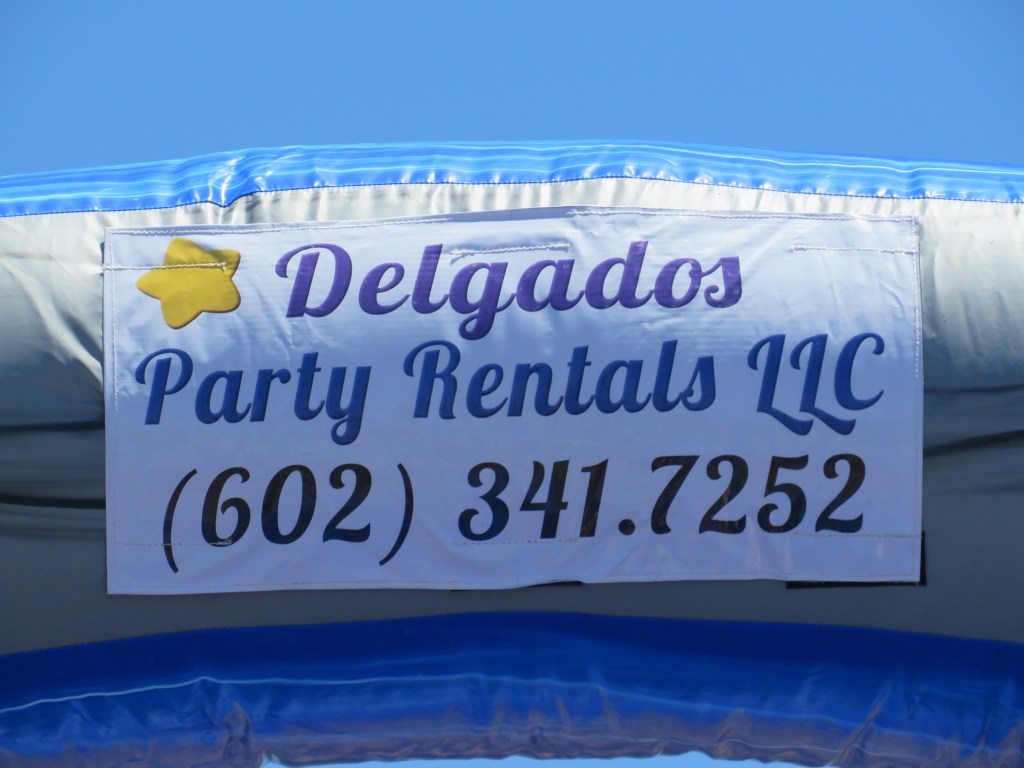 Delgados
Party Rentals LLC
(602) 341.7252